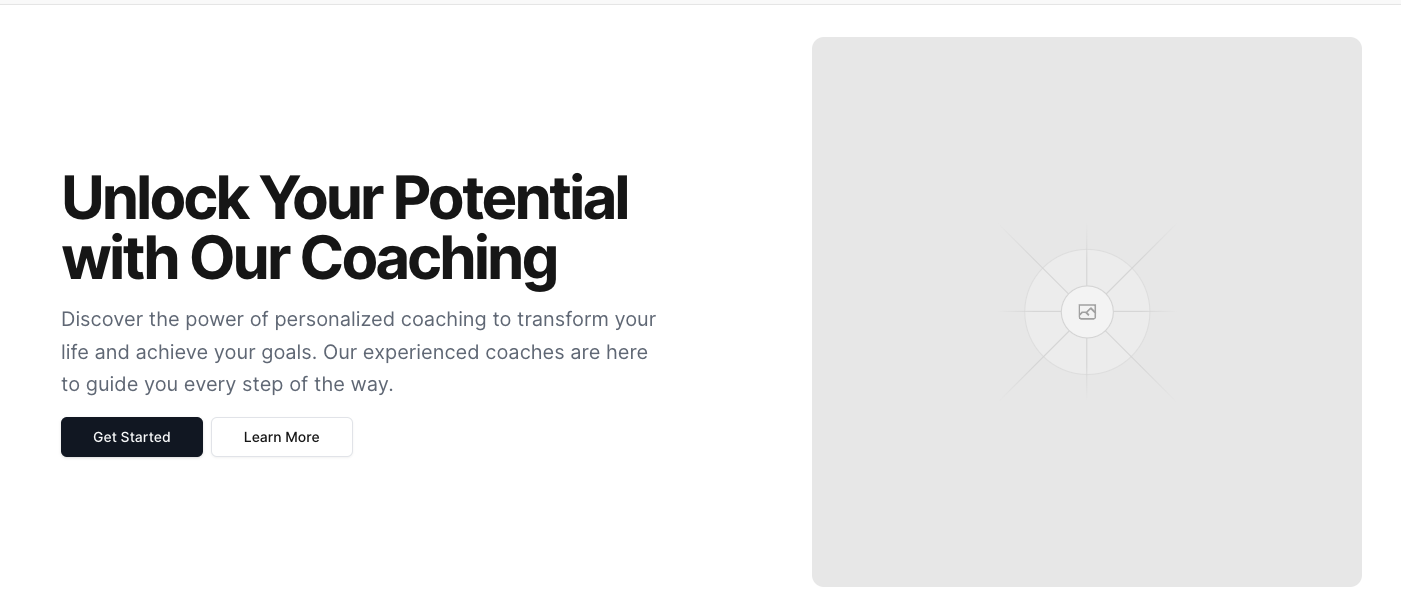 Unlock Your Potential
with Our Coaching
Discover the power of personalized coaching to transform your
life and achieve your goals. Our experienced coaches are here
to guide you every step of the way.
Get Started
Learn More